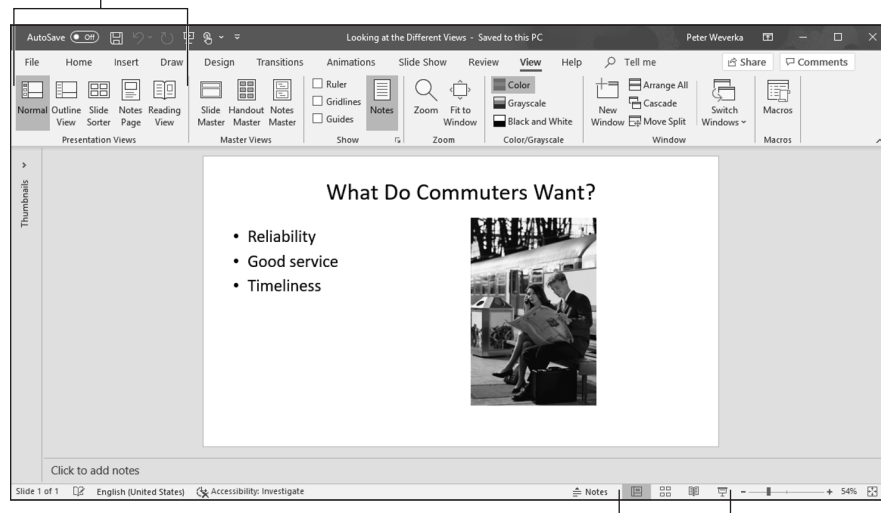 AutoSave Off Looking at the Different Views - Saved to this PC Peter Weverka
File Home Insert Draw Design Transitions Animations Slide Show Review View Help Tell me Share Comments
Normal Outline View Slide Sorter Notes Page Reading View
Presentation Views
Slide Master Handout Master Notes Master
Master Views
Ruler
Gridlines
Guides
Notes
Show
Zoom Fit to Window
Zoom
Color
Grayscale
Black and White
Color/Grayscale
New Window
Arrange All
Cascade
Move Split
Switch Windows
Window
Macros
Macros
Thumbnails
What Do Commuters Want?
• Reliability
• Good service
• Timeliness
Click to add notes
Slide 1 of 1 English (United States) Accessibility: Investigate Notes 54%